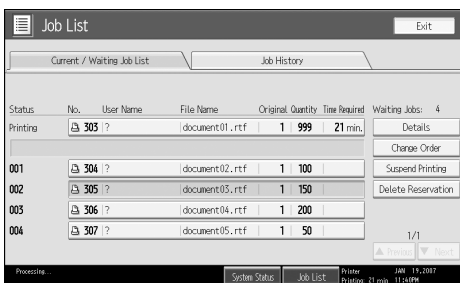 Job List
Exit
Current / Waiting Job List
Job History
Status No. User Name File Name Original Quantity Time Required Waiting Jobs: 4
Printing 303 ? document01.rtf 1 999 21 min. Details
Change Order
001 304 ? document02.rtf 1 100 Suspend Printing
002 305 ? document03.rtf 1 150 Delete Reservation
003 306 ? document04.rtf 1 200
004 307 ? document05.rtf 1 50 1/1
Previous Next
Processing... System Status Job List Printer JAN 19,2007
Printing: 21 min 11:40PM